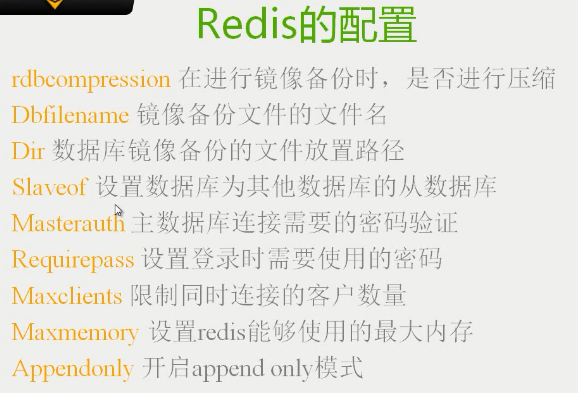 Redis的配置
rdbcompression 在进行镜像备份时，是否进行压缩
Dbfilename 镜像备份文件的文件名
Dir 数据库镜像备份的文件放置路径
Slaveof 设置数据库为其他数据库的从数据库
Masterauth 主数据库连接需要的密码验证
Requirepass 设置登录时需要使用的密码
Maxclients 限制同时连接的客户数量
Maxmemory 设置redis能够使用的最大内存
Appendonly 开启append only模式